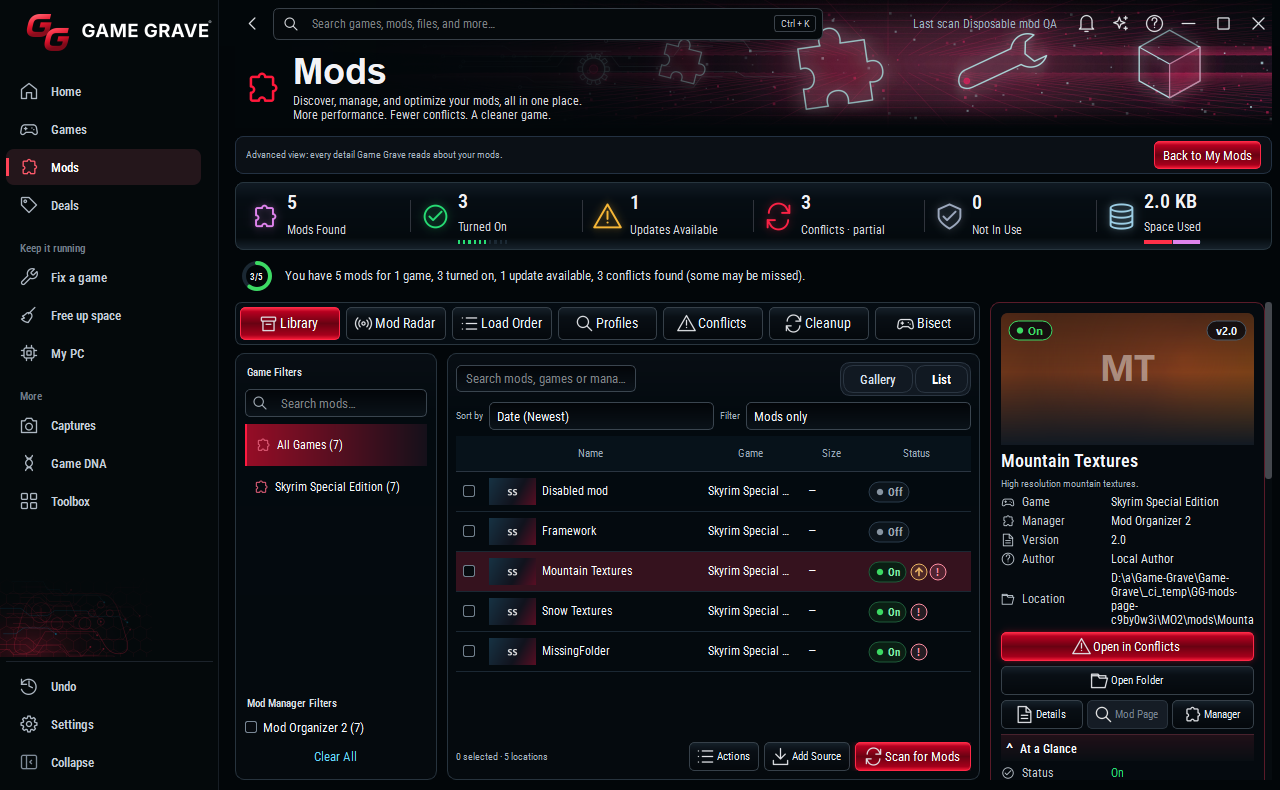 GAME GRAVE
Search games, mods, files, and more...
Ctrl + K
Last scan Disposable mod QA
Home
Games
Mods
Deals
Keep it running
Fix a game
Free up space
My PC
More
Captures
Game DNA
Toolbox
Undo
Settings
Collapse
Mods
Discover, manage, and optimize your mods, all in one place.
More performance. Fewer conflicts. A cleaner game.
Advanced view: every detail Game Grave reads about your mods.
Back to My Mods
5
Mods Found
3
Turned On
1
Updates Available
3
Conflicts · partial
0
Not In Use
2.0 KB
Space Used
3/5
You have 5 mods for 1 game, 3 turned on, 1 update available, 3 conflicts found (some may be missed).
Library
Mod Radar
Load Order
Profiles
Conflicts
Cleanup
Bisect
Game Filters
Search mods...
All Games (7)
Skyrim Special Edition (7)
Mod Manager Filters
Mod Organizer 2 (7)
Clear All
Search mods, games or mana...
Gallery
List
Sort by
Date (Newest)
Filter
Mods only
Name Game Size Status
SS Disabled mod Skyrim Special ... — Off
SS Framework Skyrim Special ... — Off
SS Mountain Textures Skyrim Special ... — On
SS Snow Textures Skyrim Special ... — On
SS MissingFolder Skyrim Special ... — On
0 selected · 5 locations
Actions
Add Source
Scan for Mods
On
v2.0
MT
Mountain Textures
High resolution mountain textures.
Game Skyrim Special Edition
Manager Mod Organizer 2
Version 2.0
Author Local Author
Location
D:\a\Game-Grave\Game-
Grave\_ci_temp\GG-mods-
page-
c9by0w3i\MO2\mods\Mounta
Open in Conflicts
Open Folder
Details
Mod Page
Manager
^ At a Glance
Status On